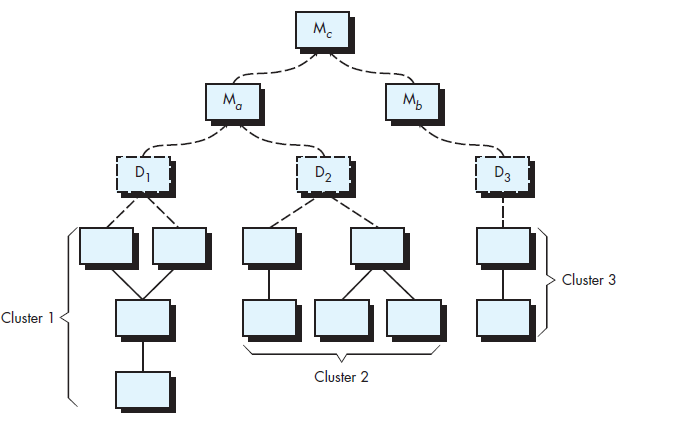 Mc
Ma
Mb
D1
D2
D3
Cluster 3
Cluster 1
Cluster 2